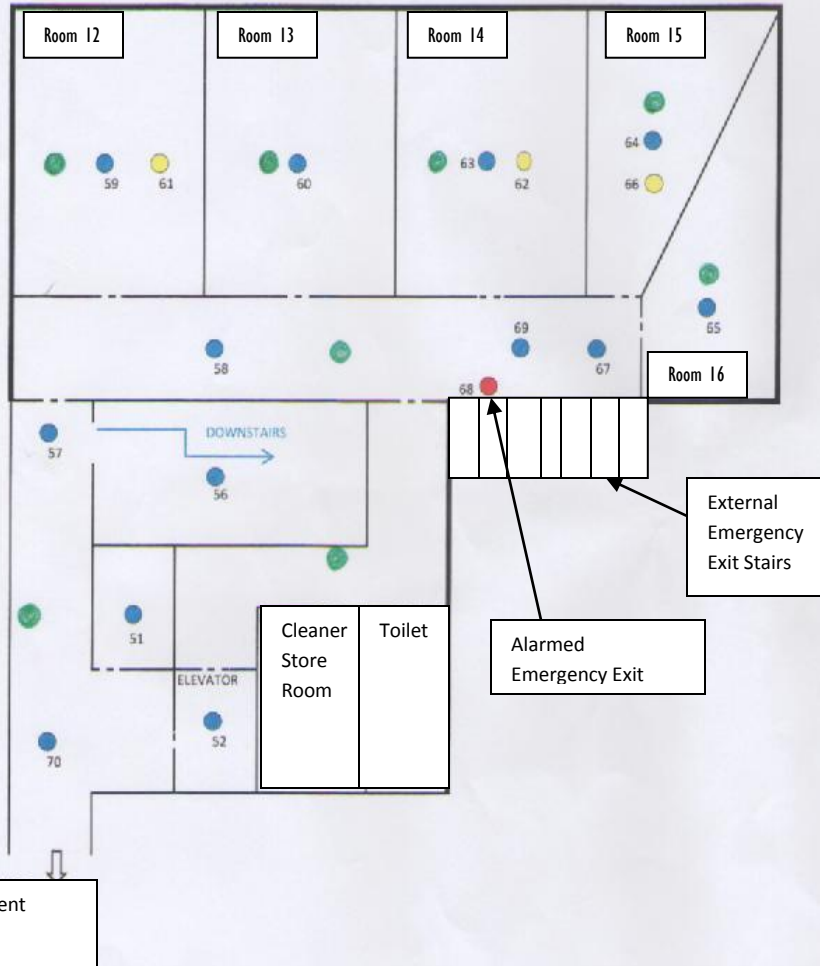 Room 12
Room 13
Room 14
Room 15
64
59
61
60
63
62
66
58
69
67
65
68
Room 16
57
DOWNSTAIRS
56
External
Emergency
Exit Stairs
51
Cleaner
Store
Room
Toilet
Alarmed
Emergency Exit
ELEVATOR
52
70
ent